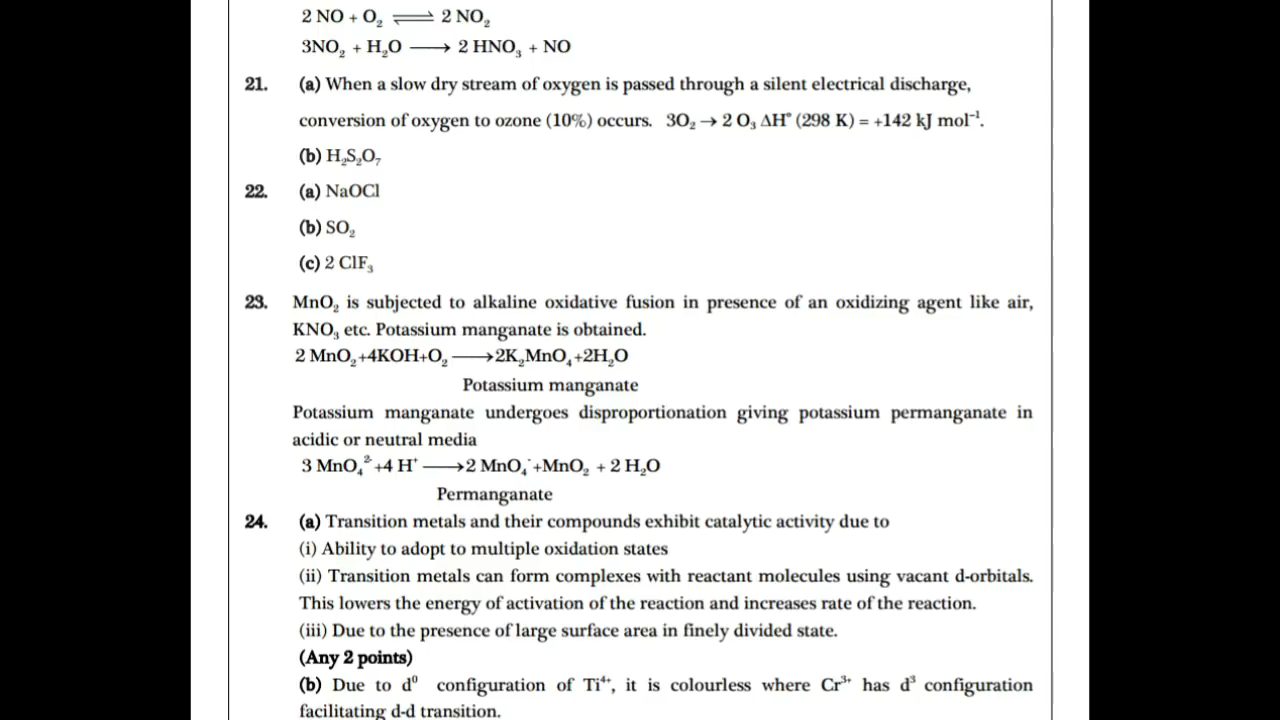 2 NO + O₂ ⇌ 2 NO₂
3NO₂ + H₂O ⟶ 2 HNO₃ + NO
21. (a) When a slow dry stream of oxygen is passed through a silent electrical discharge,
conversion of oxygen to ozone (10%) occurs. 3O₂ → 2 O₃ ΔH° (298 K) = +142 kJ mol⁻¹.
(b) H₂S₂O₇
22. (a) NaOCl
(b) SO₂
(c) 2 ClF₃
23. MnO₂ is subjected to alkaline oxidative fusion in presence of an oxidizing agent like air,
KNO₃ etc. Potassium manganate is obtained.
2 MnO₂+4KOH+O₂ ⟶2K₂MnO₄+2H₂O
Potassium manganate
Potassium manganate undergoes disproportionation giving potassium permanganate in
acidic or neutral media
3 MnO₄²⁻ +4 H⁺ ⟶2 MnO₄⁻+MnO₂ + 2 H₂O
Permanganate
24. (a) Transition metals and their compounds exhibit catalytic activity due to
(i) Ability to adopt to multiple oxidation states
(ii) Transition metals can form complexes with reactant molecules using vacant d-orbitals.
This lowers the energy of activation of the reaction and increases rate of the reaction.
(iii) Due to the presence of large surface area in finely divided state.
(Any 2 points)
(b) Due to d⁰ configuration of Ti⁴⁺, it is colourless where Cr³⁺ has d³ configuration
facilitating d-d transition.